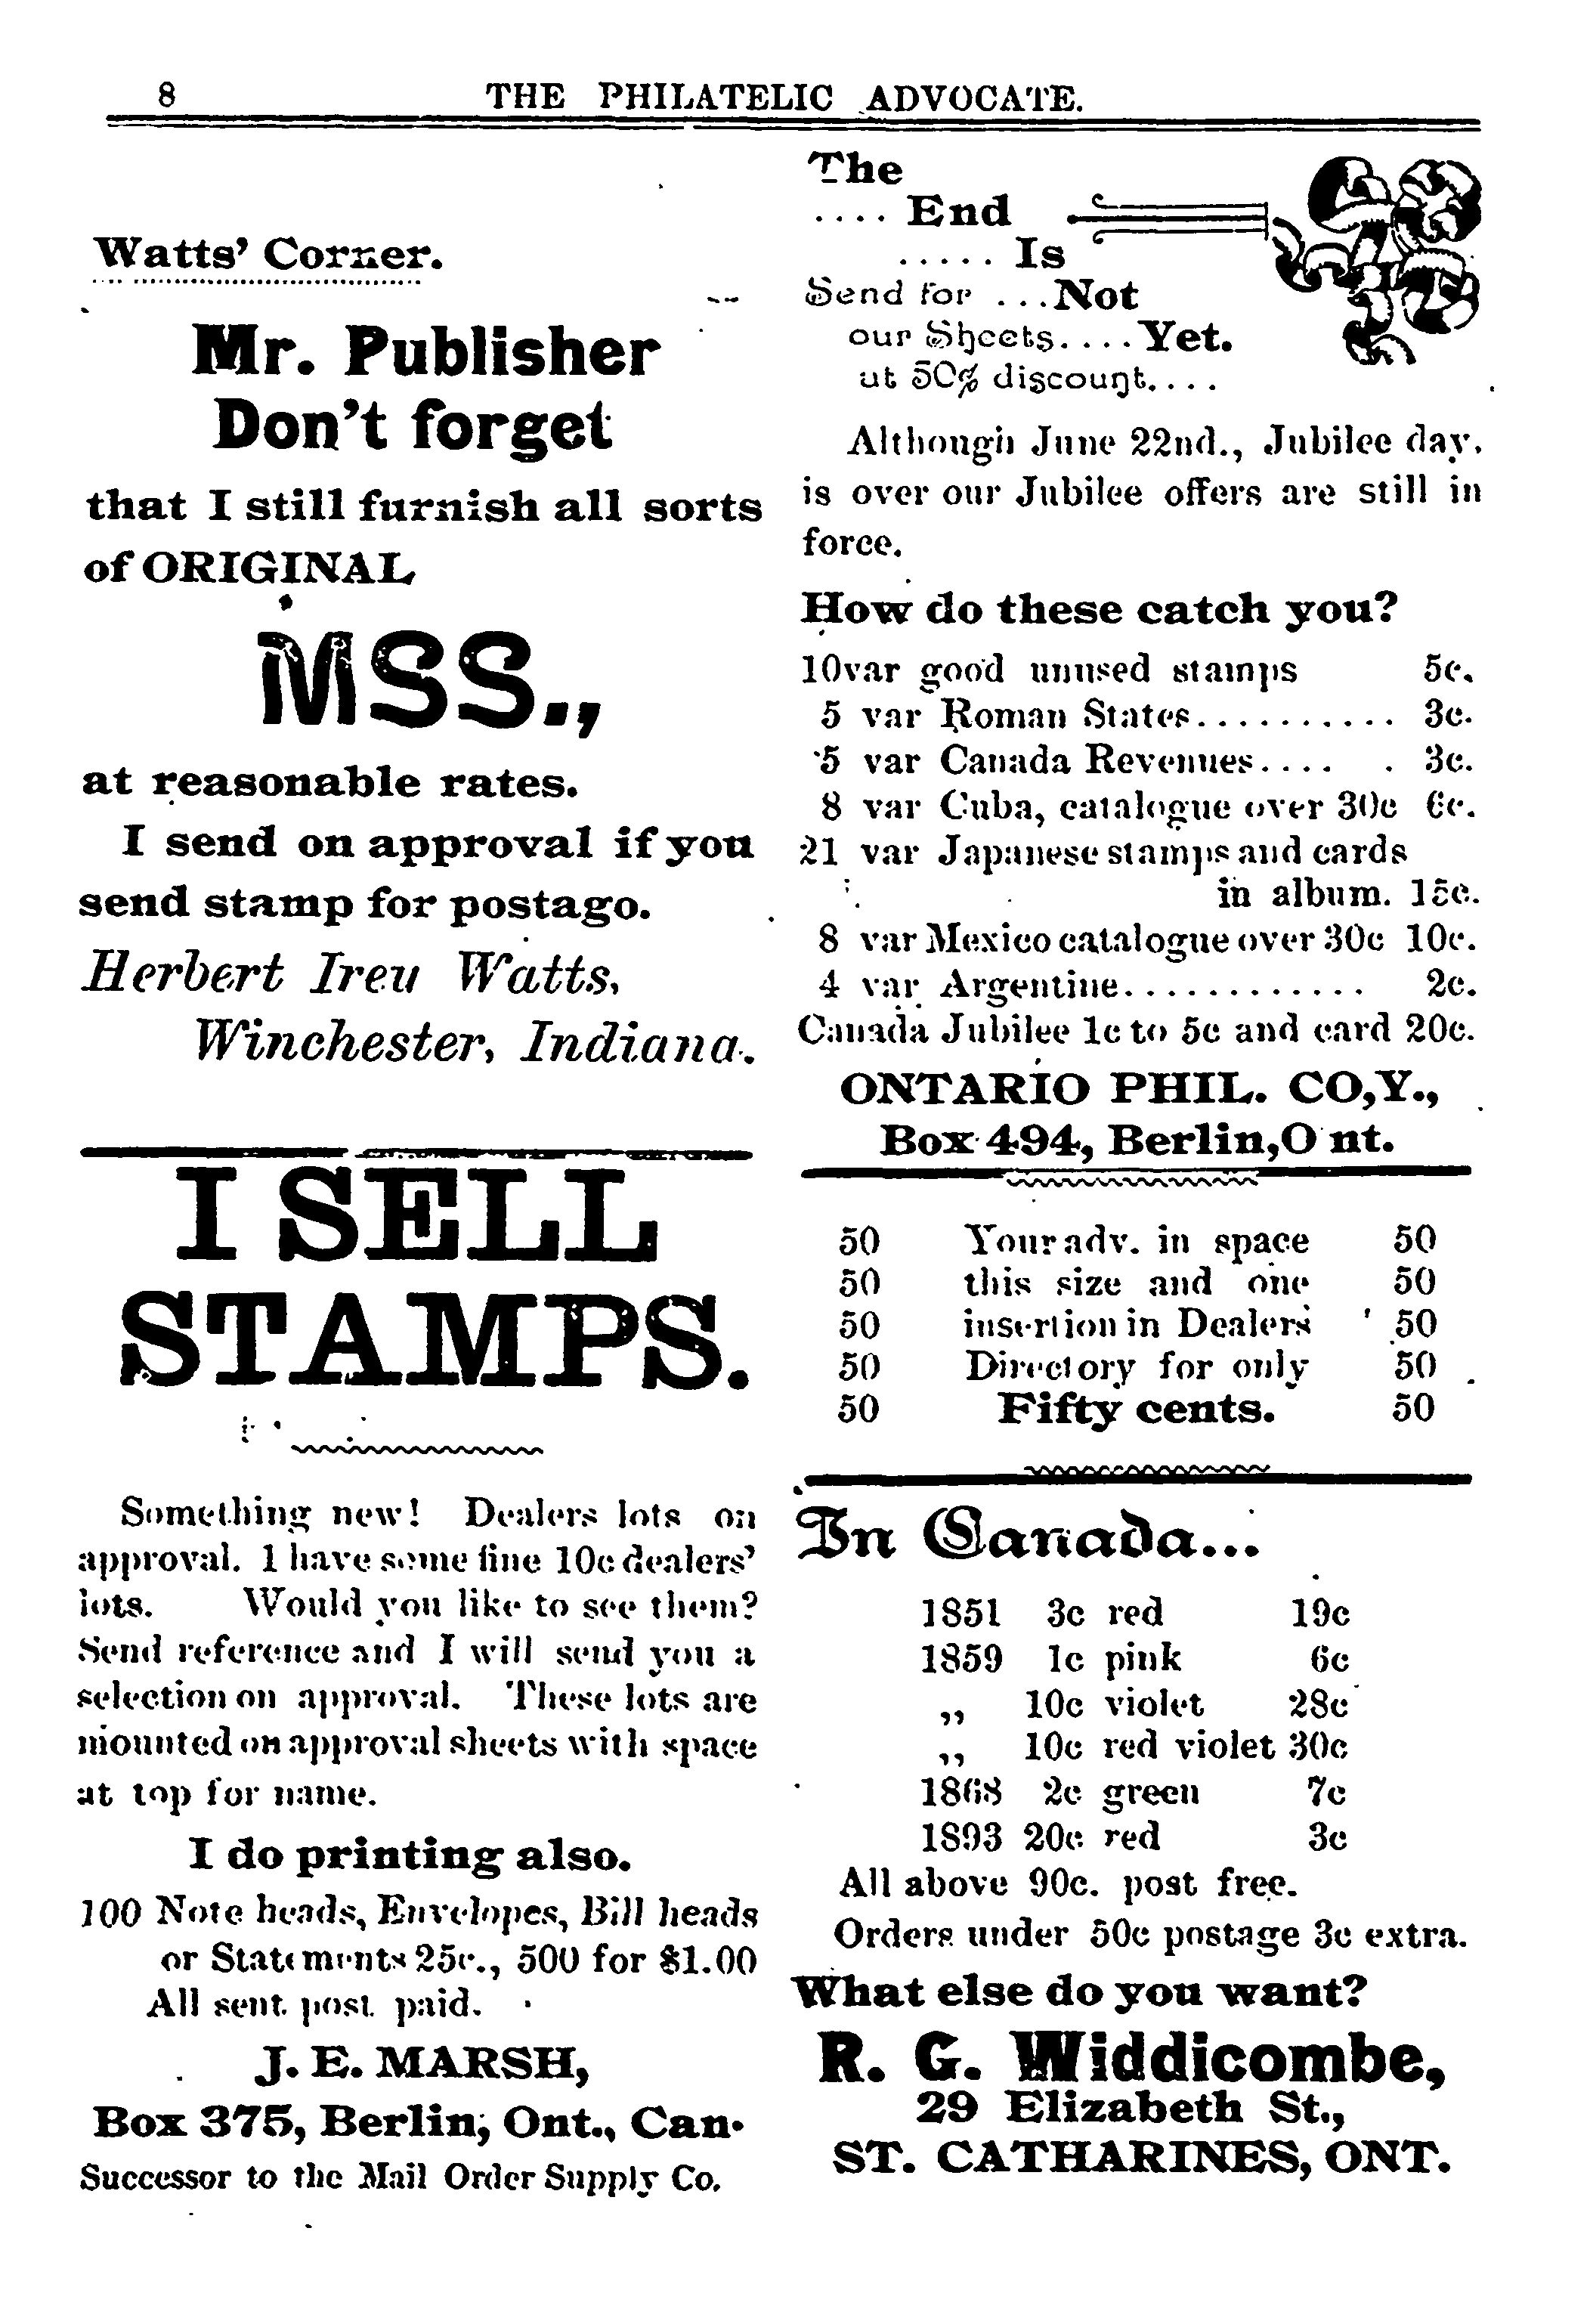 8 THE PHILATELIC ADVOCATE.
Watts' Corner.
Mr. Publisher
Don't forget
that I still furnish all sorts
of ORIGINAL
MSS.,
at reasonable rates.
I send on approval if you
send stamp for postago.
Herbert Ireu Watts,
Winchester, Indiana.
I SELL
STAMPS.
Something new! Dealers lots on
approval. I have some fine 10c dealers'
lots. Would you like to see them?
Send reference and I will send you a
selection on approval. These lots are
mounted on approval sheets with space
at top for name.
I do printing also.
100 Note heads, Envelopes, Bill heads
or Statements 25c., 500 for $1.00
All sent post paid.
J. E. MARSH,
Box 375, Berlin, Ont., Can.
Successor to the Mail Order Supply Co.
The
.... End
..... Is
Send for ...Not
our Sheets....Yet.
at 50% discount....
Although June 22nd., Jubilee day,
is over our Jubilee offers are still in
force.
How do these catch you?
10var good unused stamps 5c.
5 var Roman States.......... 3c.
5 var Canada Revenues.... . 3c.
8 var Cuba, catalogue over 30c 6c.
21 var Japanese stamps and cards
in album. 15c.
8 var Mexico catalogue over 30c 10c.
4 var Argentine............ 2c.
Canada Jubilee 1c to 5c and card 20c.
ONTARIO PHIL. CO,Y.,
Box 494, Berlin,Ont.
50 Your adv. in space 50
50 this size and one 50
50 insertion in Dealers 50
50 Directory for only 50
50 Fifty cents. 50
In Canada...
1851 3c red 19c
1859 1c pink 6c
,, 10c violet 28c
,, 10c red violet 30c
1868 2c green 7c
1893 20c red 3c
All above 90c. post free.
Orders under 50c postage 3c extra.
What else do you want?
R. G. Widdicombe,
29 Elizabeth St.,
ST. CATHARINES, ONT.